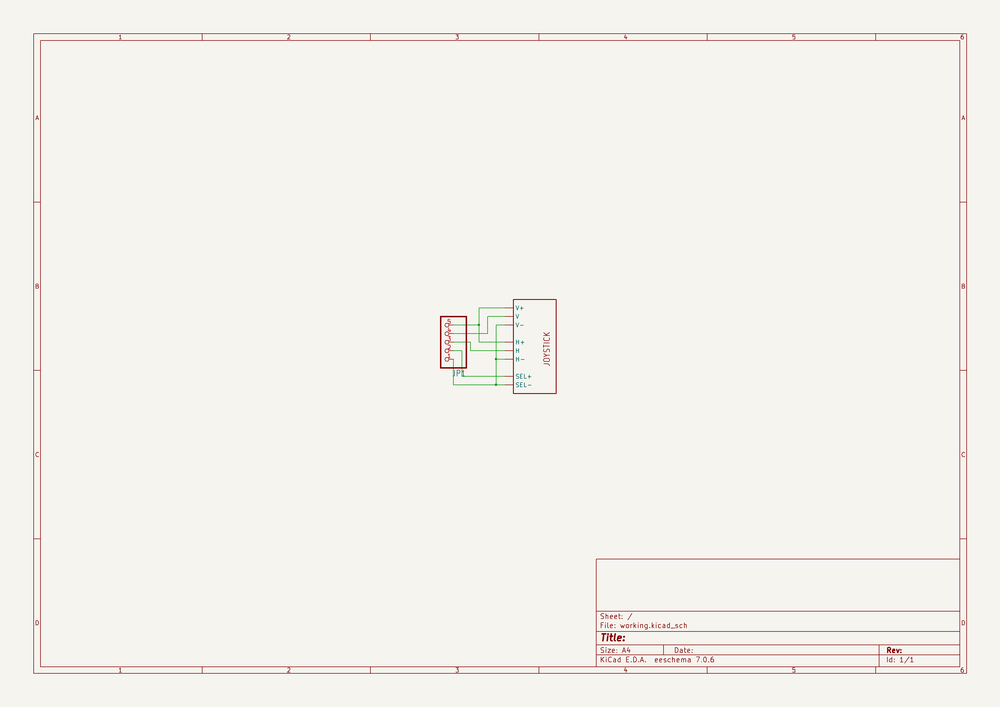 1 2 3 4 5 6
A A
B B
V+
V
V-
H+
H
H-
SEL+
SEL-
JOYSTICK
5
4
3
2
1
JP1
C C
D D
Sheet: /
File: working.kicad_sch
Title:
Size: A4 Date: Rev:
KiCad E.D.A. eeschema 7.0.6 Id: 1/1
1 2 3 4 5 6